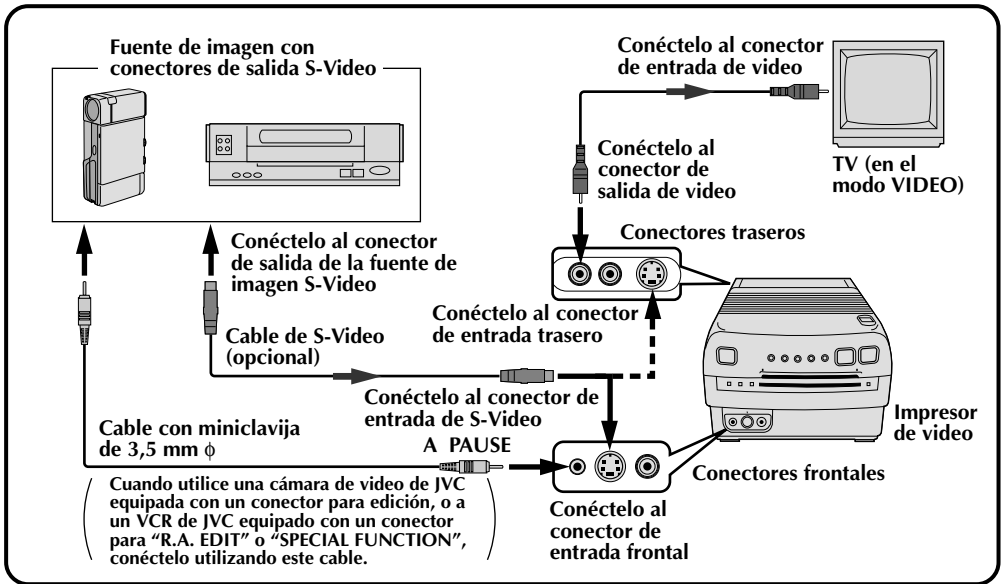 Fuente de imagen con
conectores de salida S-Video
Conéctelo al conector
de entrada de video
Conéctelo al
conector de
salida de video
TV (en el
modo VIDEO)
Conectores traseros
Conéctelo al conector
de salida de la fuente de
imagen S-Video
Conéctelo al conector
de entrada trasero
Cable de S-Video
(opcional)
Conéctelo al conector de
entrada de S-Video
Impresor
de video
Cable con miniclavija
de 3,5 mm ϕ
A PAUSE
Conectores frontales
Cuando utilice una cámara de video de JVC
equipada con un conector para edición, o a
un VCR de JVC equipado con un conector
para “R.A. EDIT” o “SPECIAL FUNCTION”,
conéctelo utilizando este cable.
Conéctelo al
conector de
entrada frontal